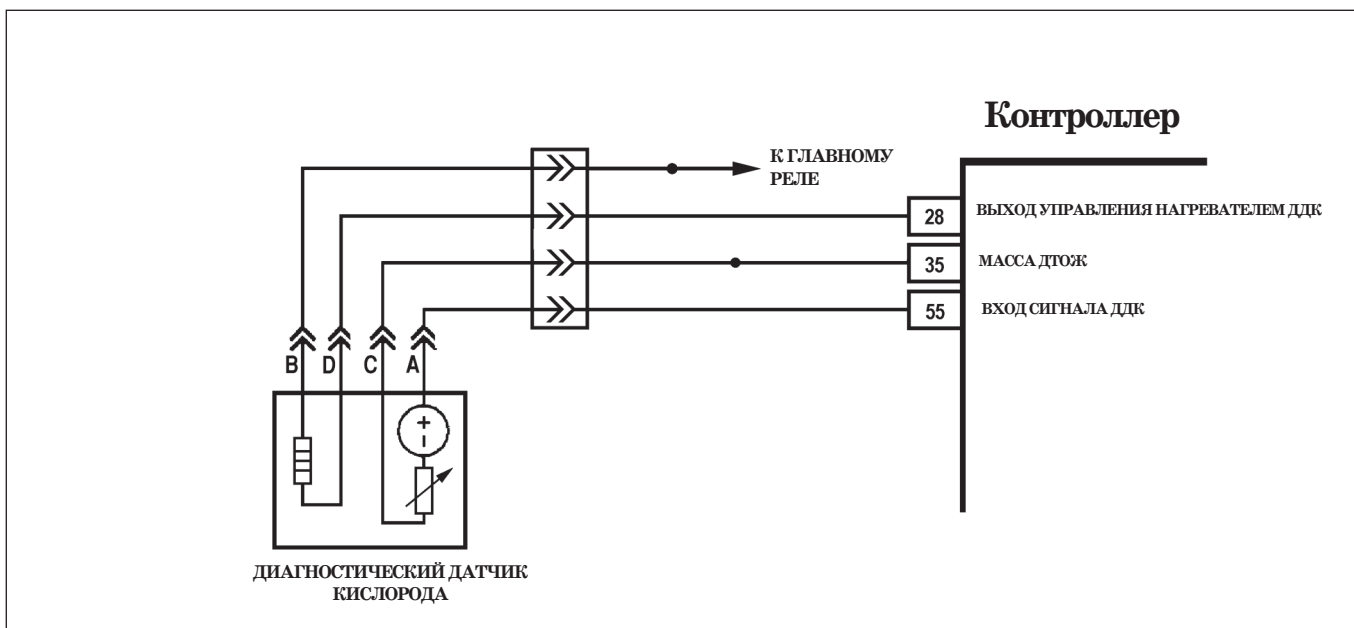 Контроллер
К ГЛАВНОМУ
РЕЛЕ
28 ВЫХОД УПРАВЛЕНИЯ НАГРЕВАТЕЛЕМ ДДК
35 МАССА ДТОЖ
55 ВХОД СИГНАЛА ДДК
B D C A
ДИАГНОСТИЧЕСКИЙ ДАТЧИК
КИСЛОРОДА